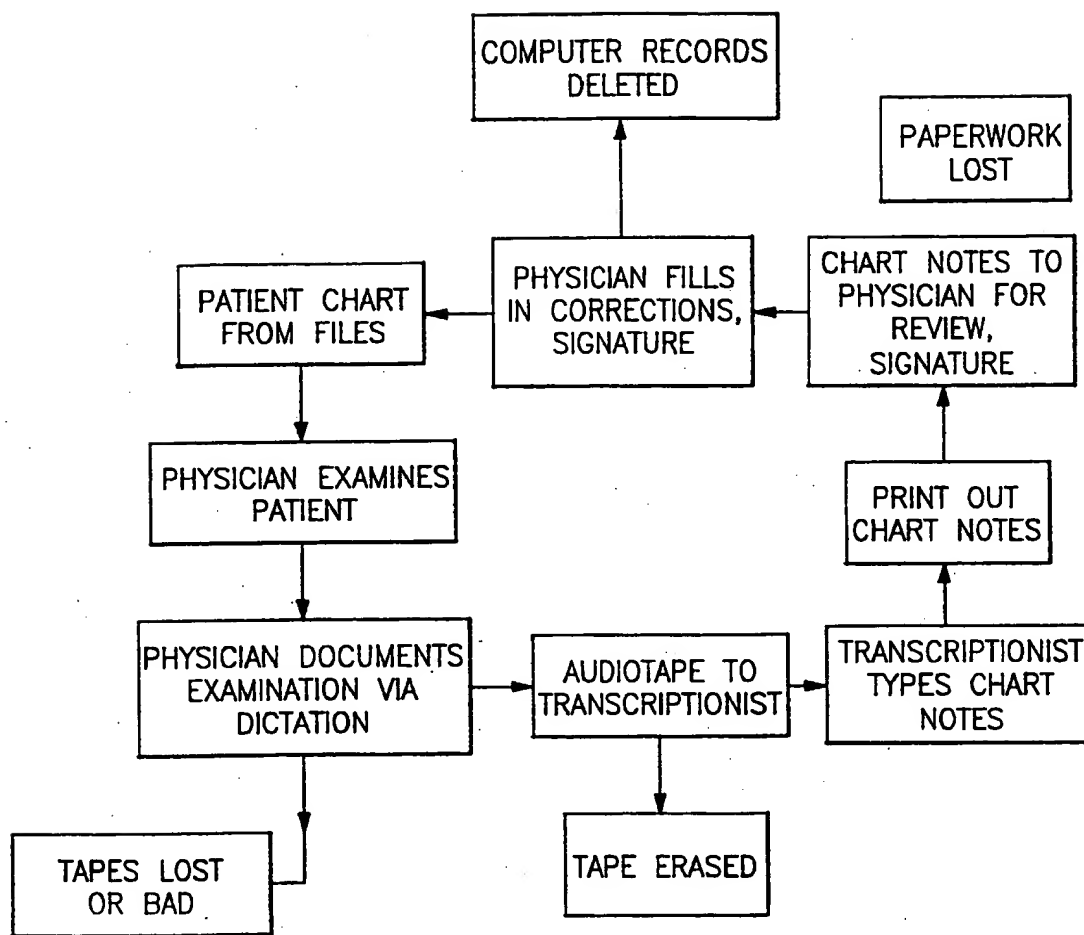 COMPUTER RECORDS
DELETED
PAPERWORK
LOST
PATIENT CHART
FROM FILES
PHYSICIAN FILLS
IN CORRECTIONS,
SIGNATURE
CHART NOTES TO
PHYSICIAN FOR
REVIEW,
SIGNATURE
PHYSICIAN EXAMINES
PATIENT
PRINT OUT
CHART NOTES
PHYSICIAN DOCUMENTS
EXAMINATION VIA
DICTATION
AUDIOTAPE TO
TRANSCRIPTIONIST
TRANSCRIPTIONIST
TYPES CHART
NOTES
TAPES LOST
OR BAD
TAPE ERASED